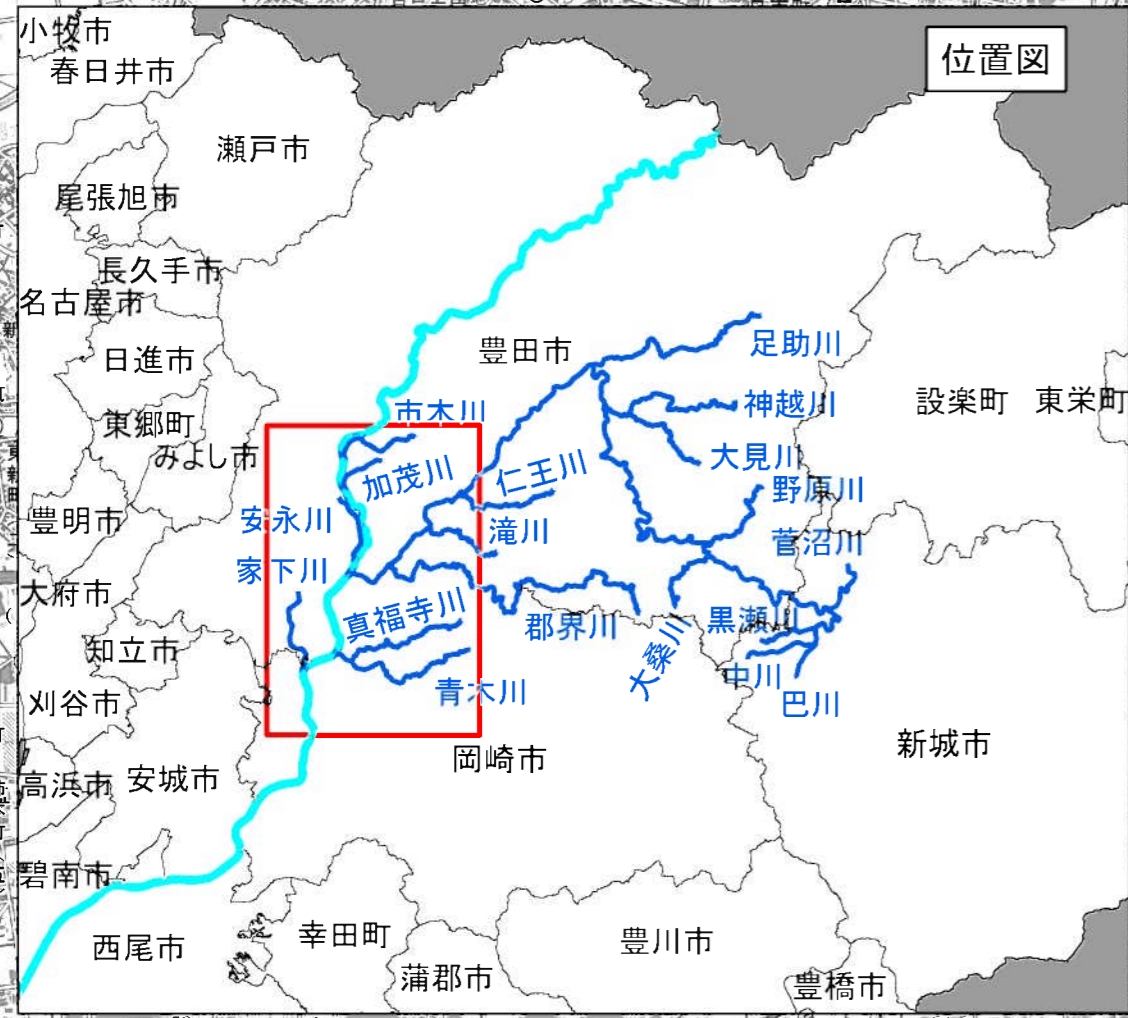 小牧市
春日井市
位置図
瀬戸市
尾張旭市
長久手市
名古屋市
豊田市
足助川
日進市
設楽町
東栄町
神越川
市木川
東郷町
みよし市
大見川
仁王川
加茂川
野原川
豊明市
安永川
滝川
菅沼川
家下川
大府市
真福寺川
郡界川
黒瀬川
知立市
大桑川
中川
刈谷市
青木川
巴川
岡崎市
新城市
高浜市
安城市
碧南市
西尾市
幸田町
豊川市
蒲郡市
豊橋市